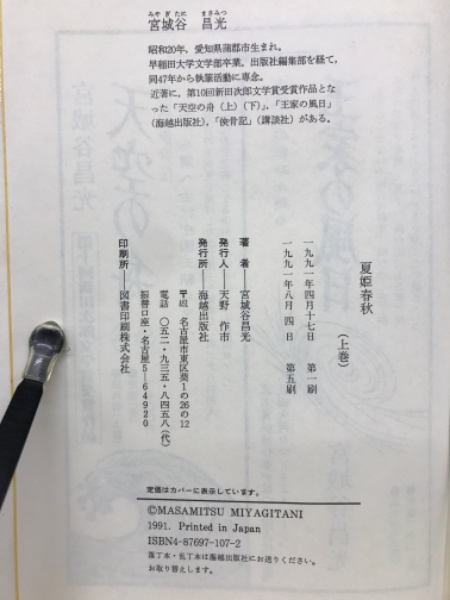 みやぎたに まさみつ
宮城谷 昌光
昭和20年，愛知県蒲郡市生まれ。
早稲田大学文学部卒業。出版社編集部を経て，
同47年から執筆活動に専念。
近著に，第10回新田次郎文学賞受賞作品とな
った「天空の舟（上）（下）」，「王家の風日」
（海越出版社），「俠骨記」（講談社）がある。
夏姫春秋 （上巻）
一九九一年四月十七日 第一刷
一九九一年八月四日 第五刷
著者──宮城谷昌光
発行人──天野作市
発行所──海越出版社
〒461 名古屋市東区葵1の26の12
電話 〇五二・九三五・八四五八（代）
振替口座・名古屋5－64920
印刷所──図書印刷株式会社
定価はカバーに表示しています。
©MASAMITSU MIYAGITANI
1991. Printed in Japan
ISBN4-87697-107-2
落丁本・乱丁本は海越出版社にお送りください。
お取り替えします。